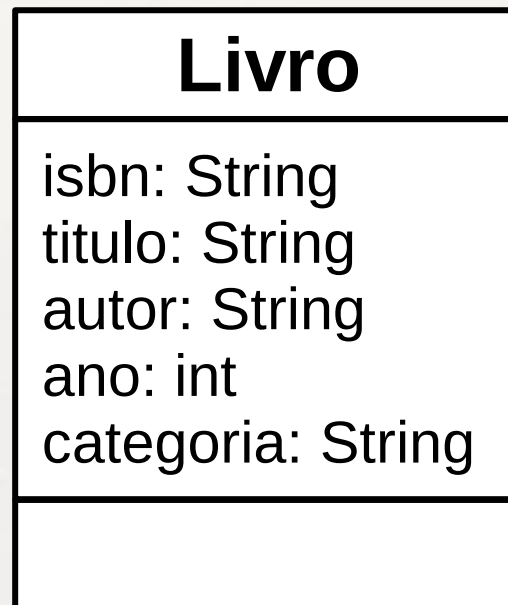 Livro
isbn: String
titulo: String
autor: String
ano: int
categoria: String